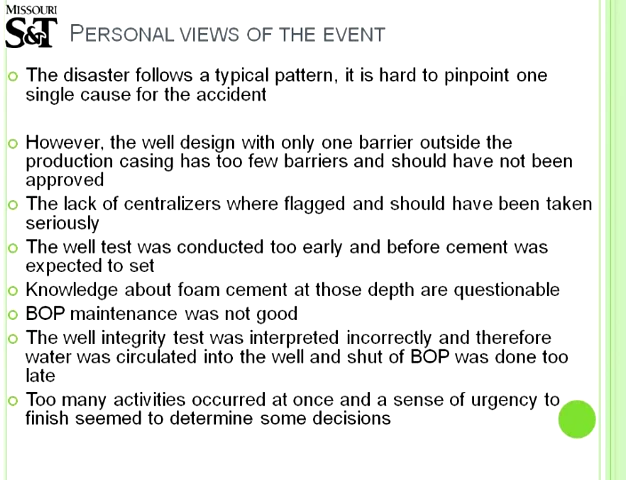 MISSOURI
S&T
PERSONAL VIEWS OF THE EVENT
The disaster follows a typical pattern, it is hard to pinpoint one
single cause for the accident
However, the well design with only one barrier outside the
production casing has too few barriers and should have not been
approved
The lack of centralizers where flagged and should have been taken
seriously
The well test was conducted too early and before cement was
expected to set
Knowledge about foam cement at those depth are questionable
BOP maintenance was not good
The well integrity test was interpreted incorrectly and therefore
water was circulated into the well and shut of BOP was done too
late
Too many activities occurred at once and a sense of urgency to
finish seemed to determine some decisions